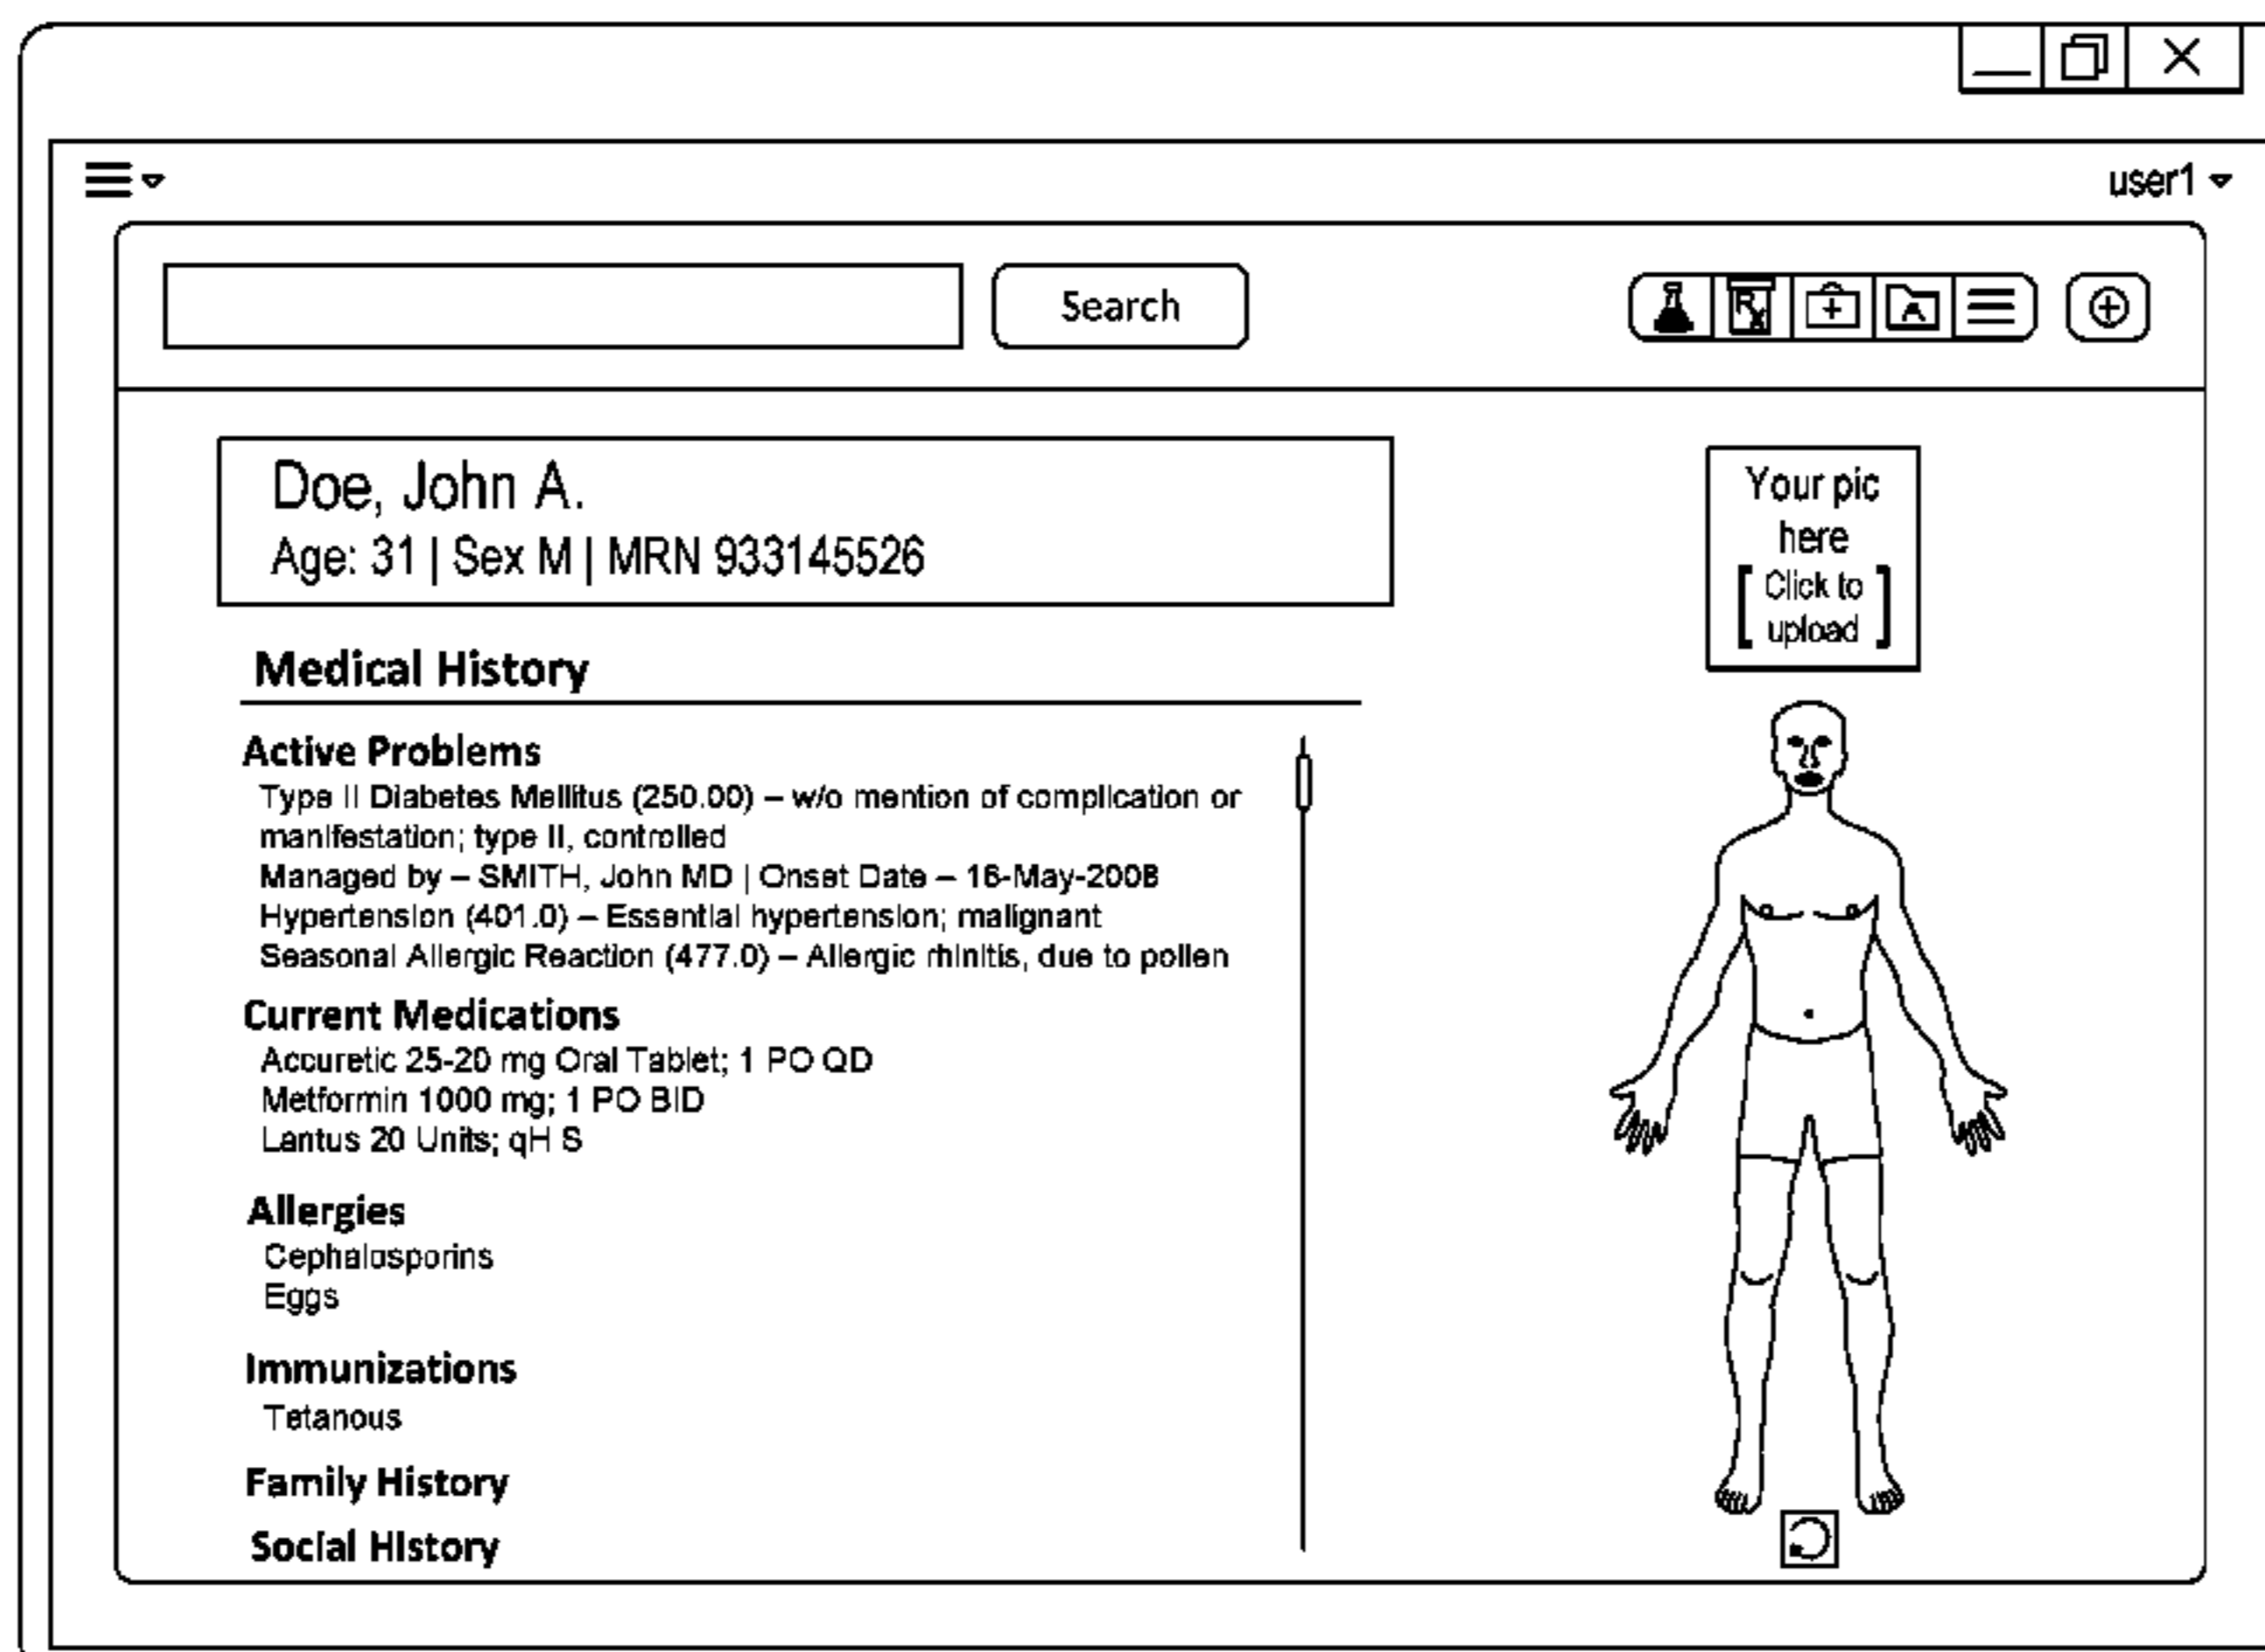 user1
Search
Doe, John A.
Age: 31 | Sex M | MRN 933145526
Your pic
here
[ Click to
upload ]
Medical History
Active Problems
Type II Diabetes Mellitus (250.00) – w/o mention of complication or
manifestation; type II, controlled
Managed by – SMITH, John MD | Onset Date – 16-May-2008
Hypertension (401.0) – Essential hypertension; malignant
Seasonal Allergic Reaction (477.0) – Allergic rhinitis, due to pollen
Current Medications
Accuretic 25-20 mg Oral Tablet; 1 PO QD
Metformin 1000 mg; 1 PO BID
Lantus 20 Units; qH S
Allergies
Cephalosporins
Eggs
Immunizations
Tetanous
Family History
Social History